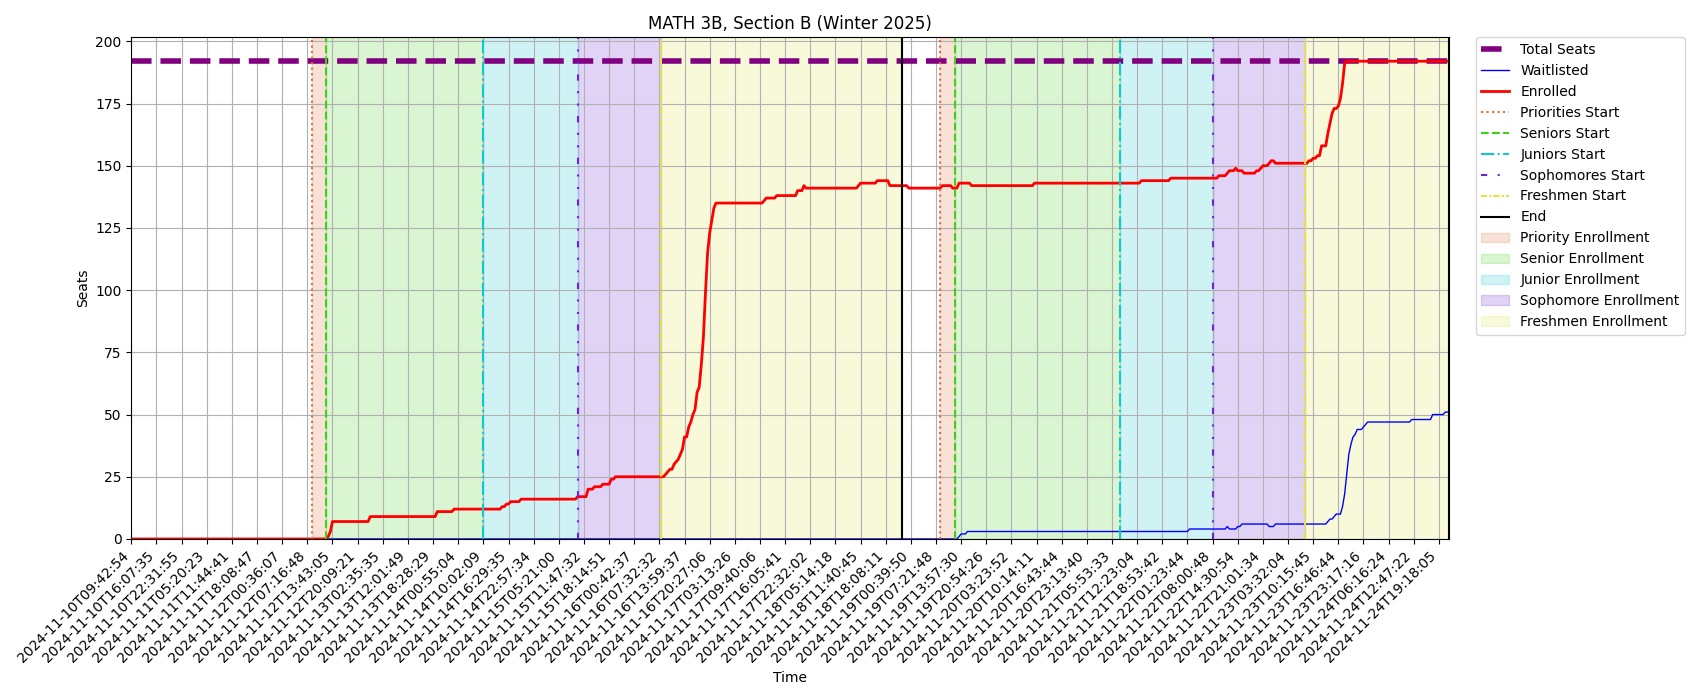 MATH 3B, Section B (Winter 2025)
200
175
150
125
100
75
50
25
0
Seats
2024-11-10T09:42:54
2024-11-10T16:07:35
2024-11-10T22:31:55
2024-11-11T05:20:23
2024-11-11T11:44:41
2024-11-11T18:08:47
2024-11-12T00:36:07
2024-11-12T07:16:48
2024-11-12T13:43:05
2024-11-12T20:09:21
2024-11-13T02:35:35
2024-11-13T12:01:49
2024-11-13T18:28:29
2024-11-14T00:55:04
2024-11-14T10:02:09
2024-11-14T16:29:35
2024-11-14T22:57:34
2024-11-15T05:21:00
2024-11-15T11:47:32
2024-11-15T18:14:51
2024-11-16T00:42:37
2024-11-16T07:32:32
2024-11-16T13:59:37
2024-11-16T20:27:06
2024-11-17T03:13:26
2024-11-17T09:40:06
2024-11-17T16:05:41
2024-11-17T22:32:02
2024-11-18T05:14:19
2024-11-18T11:40:45
2024-11-18T18:08:11
2024-11-19T00:39:50
2024-11-19T07:21:48
2024-11-19T13:57:30
2024-11-19T20:54:26
2024-11-20T03:23:52
2024-11-20T10:14:11
2024-11-20T16:43:44
2024-11-20T23:13:40
2024-11-21T05:53:33
2024-11-21T12:23:04
2024-11-21T18:53:42
2024-11-22T01:23:44
2024-11-22T08:00:48
2024-11-22T14:30:54
2024-11-22T21:01:34
2024-11-23T03:32:04
2024-11-23T10:15:45
2024-11-23T16:46:44
2024-11-23T23:17:16
2024-11-24T06:16:24
2024-11-24T12:47:22
2024-11-24T19:18:05
Time
Total Seats
Waitlisted
Enrolled
Priorities Start
Seniors Start
Juniors Start
Sophomores Start
Freshmen Start
End
Priority Enrollment
Senior Enrollment
Junior Enrollment
Sophomore Enrollment
Freshmen Enrollment